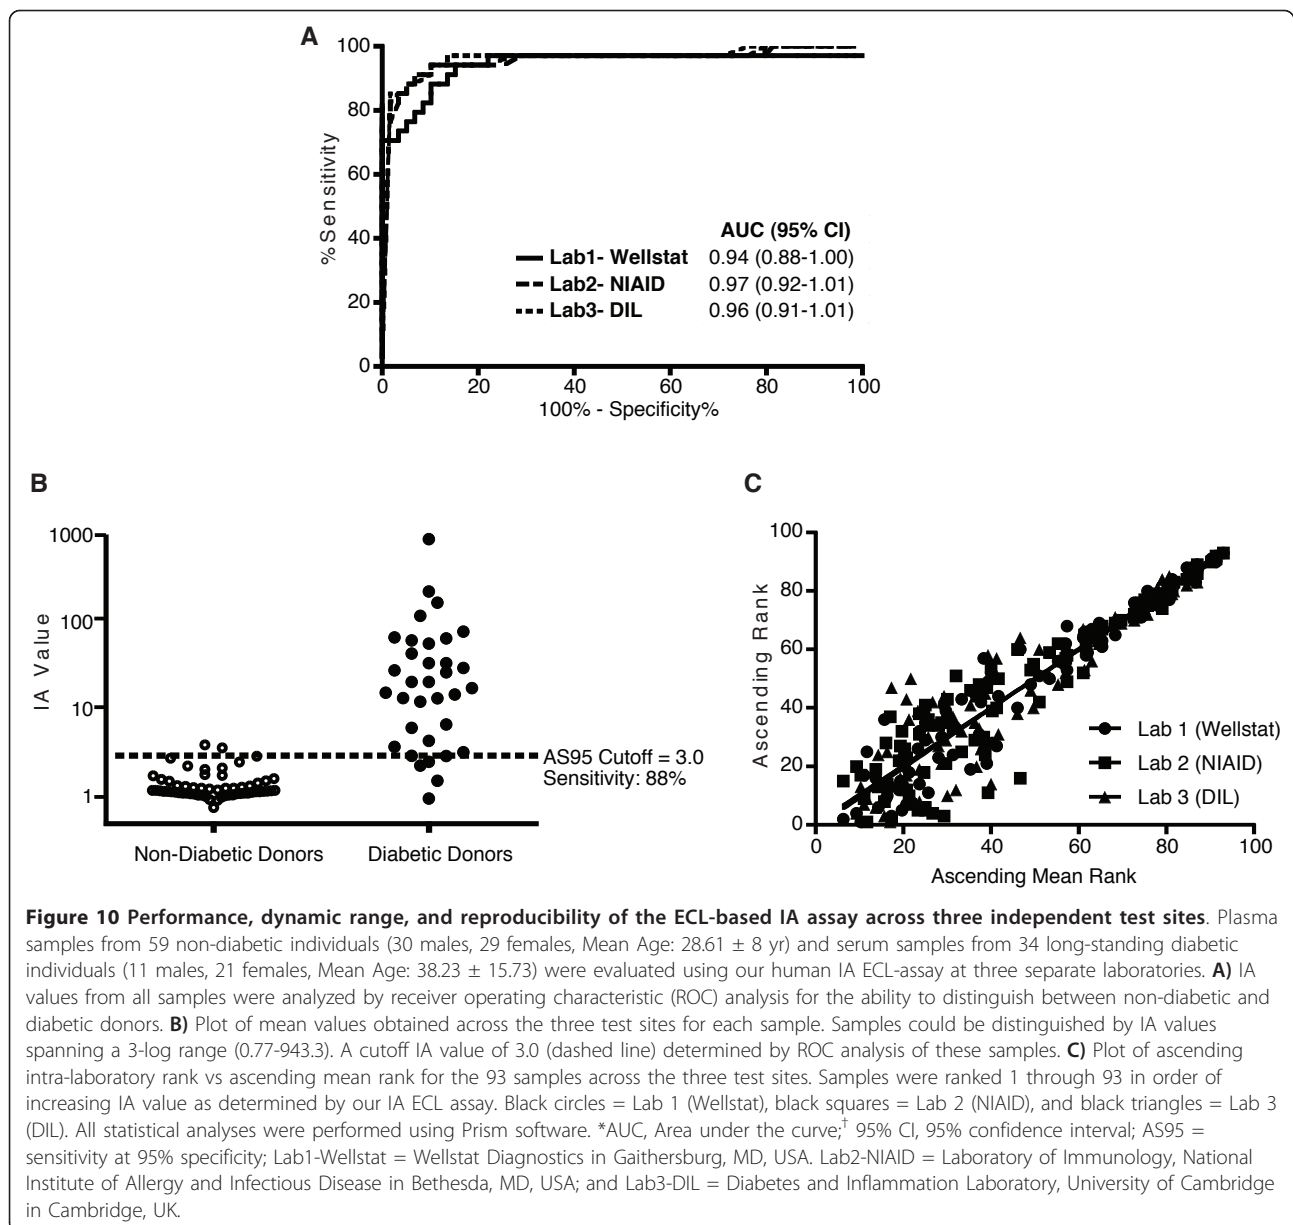 A
100
80
60
40
20
0
%Sensitivity
AUC (95% CI)
Lab1- Wellstat 0.94 (0.88-1.00)
Lab2- NIAID 0.97 (0.92-1.01)
Lab3- DIL 0.96 (0.91-1.01)
0 20 40 60 80 100
100% - Specificity%
B
1000
100
10
1
IA Value
AS95 Cutoff = 3.0
Sensitivity: 88%
Non-Diabetic Donors Diabetic Donors
C
100
80
60
40
20
0
Ascending Rank
Lab 1 (Wellstat)
Lab 2 (NIAID)
Lab 3 (DIL)
0 20 40 60 80 100
Ascending Mean Rank
Figure 10 Performance, dynamic range, and reproducibility of the ECL-based IA assay across three independent test sites. Plasma
samples from 59 non-diabetic individuals (30 males, 29 females, Mean Age: 28.61 ± 8 yr) and serum samples from 34 long-standing diabetic
individuals (11 males, 21 females, Mean Age: 38.23 ± 15.73) were evaluated using our human IA ECL-assay at three separate laboratories. A) IA
values from all samples were analyzed by receiver operating characteristic (ROC) analysis for the ability to distinguish between non-diabetic and
diabetic donors. B) Plot of mean values obtained across the three test sites for each sample. Samples could be distinguished by IA values
spanning a 3-log range (0.77-943.3). A cutoff IA value of 3.0 (dashed line) determined by ROC analysis of these samples. C) Plot of ascending
intra-laboratory rank vs ascending mean rank for the 93 samples across the three test sites. Samples were ranked 1 through 93 in order of
increasing IA value as determined by our IA ECL assay. Black circles = Lab 1 (Wellstat), black squares = Lab 2 (NIAID), and black triangles = Lab 3
(DIL). All statistical analyses were performed using Prism software. *AUC, Area under the curve;† 95% CI, 95% confidence interval; AS95 =
sensitivity at 95% specificity; Lab1-Wellstat = Wellstat Diagnostics in Gaithersburg, MD, USA. Lab2-NIAID = Laboratory of Immunology, National
Institute of Allergy and Infectious Disease in Bethesda, MD, USA; and Lab3-DIL = Diabetes and Inflammation Laboratory, University of Cambridge
in Cambridge, UK.